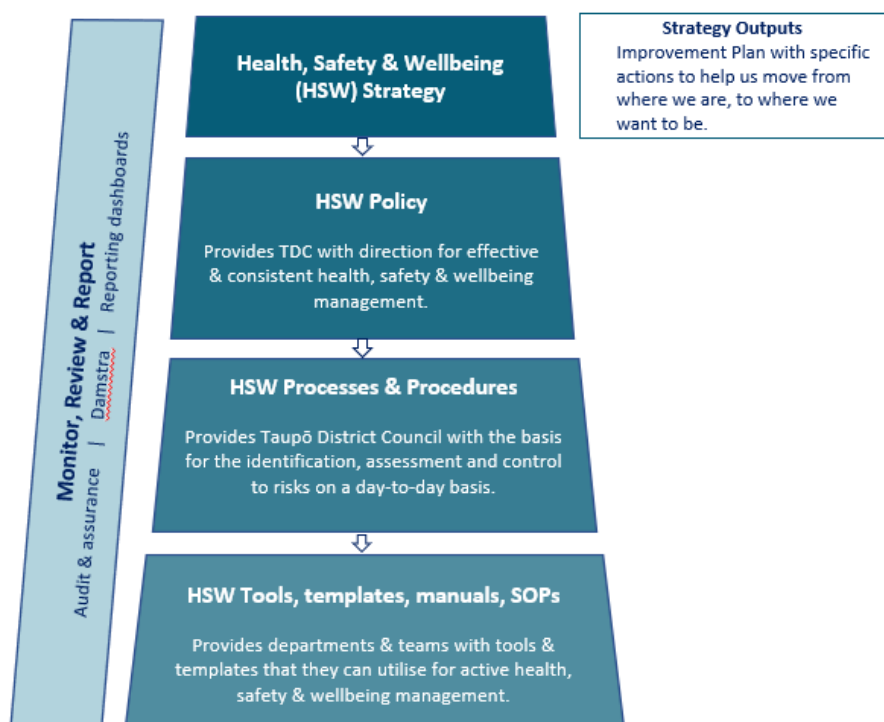 Health, Safety & Wellbeing
(HSW) Strategy
Strategy Outputs
Improvement Plan with specific
actions to help us move from
where we are, to where we
want to be.
HSW Policy
Provides TDC with direction for effective
& consistent health, safety & wellbeing
management.
HSW Processes & Procedures
Provides Taupō District Council with the basis
for the identification, assessment and control
to risks on a day-to-day basis.
HSW Tools, templates, manuals, SOPs
Provides departments & teams with tools &
templates that they can utilise for active health,
safety & wellbeing management.
Monitor, Review & Report
Audit & assurance | Damstra | Reporting dashboards